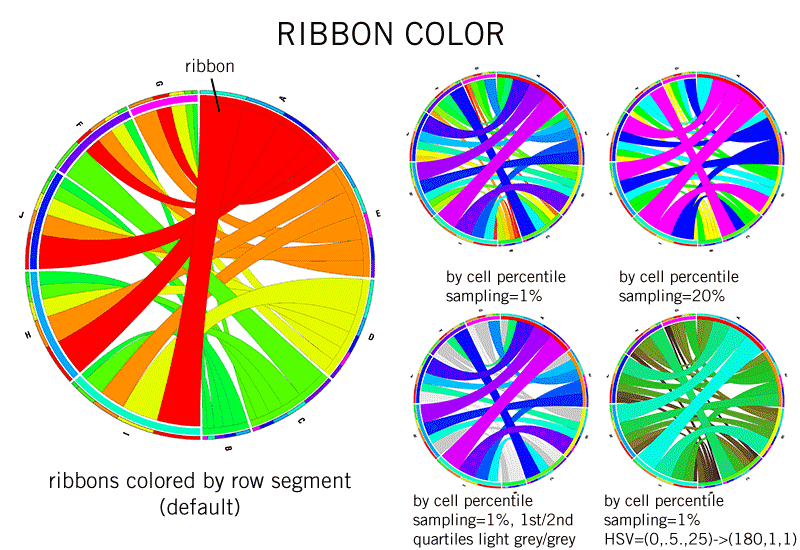 RIBBON COLOR
ribbon
A
E
D
C
B
I
H
J
F
G
ribbons colored by row segment
(default)
by cell percentile
sampling=1%
by cell percentile
sampling=20%
by cell percentile
sampling=1%, 1st/2nd
quartiles light grey/grey
by cell percentile
sampling=1%
HSV=(0,.5.,25)->(180,1,1)